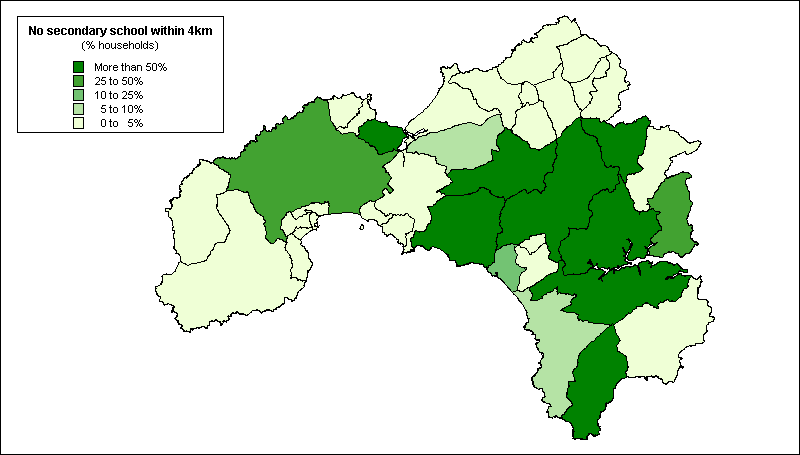 No secondary school within 4km
(% households)
More than 50%
25 to 50%
10 to 25%
5 to 10%
0 to 5%